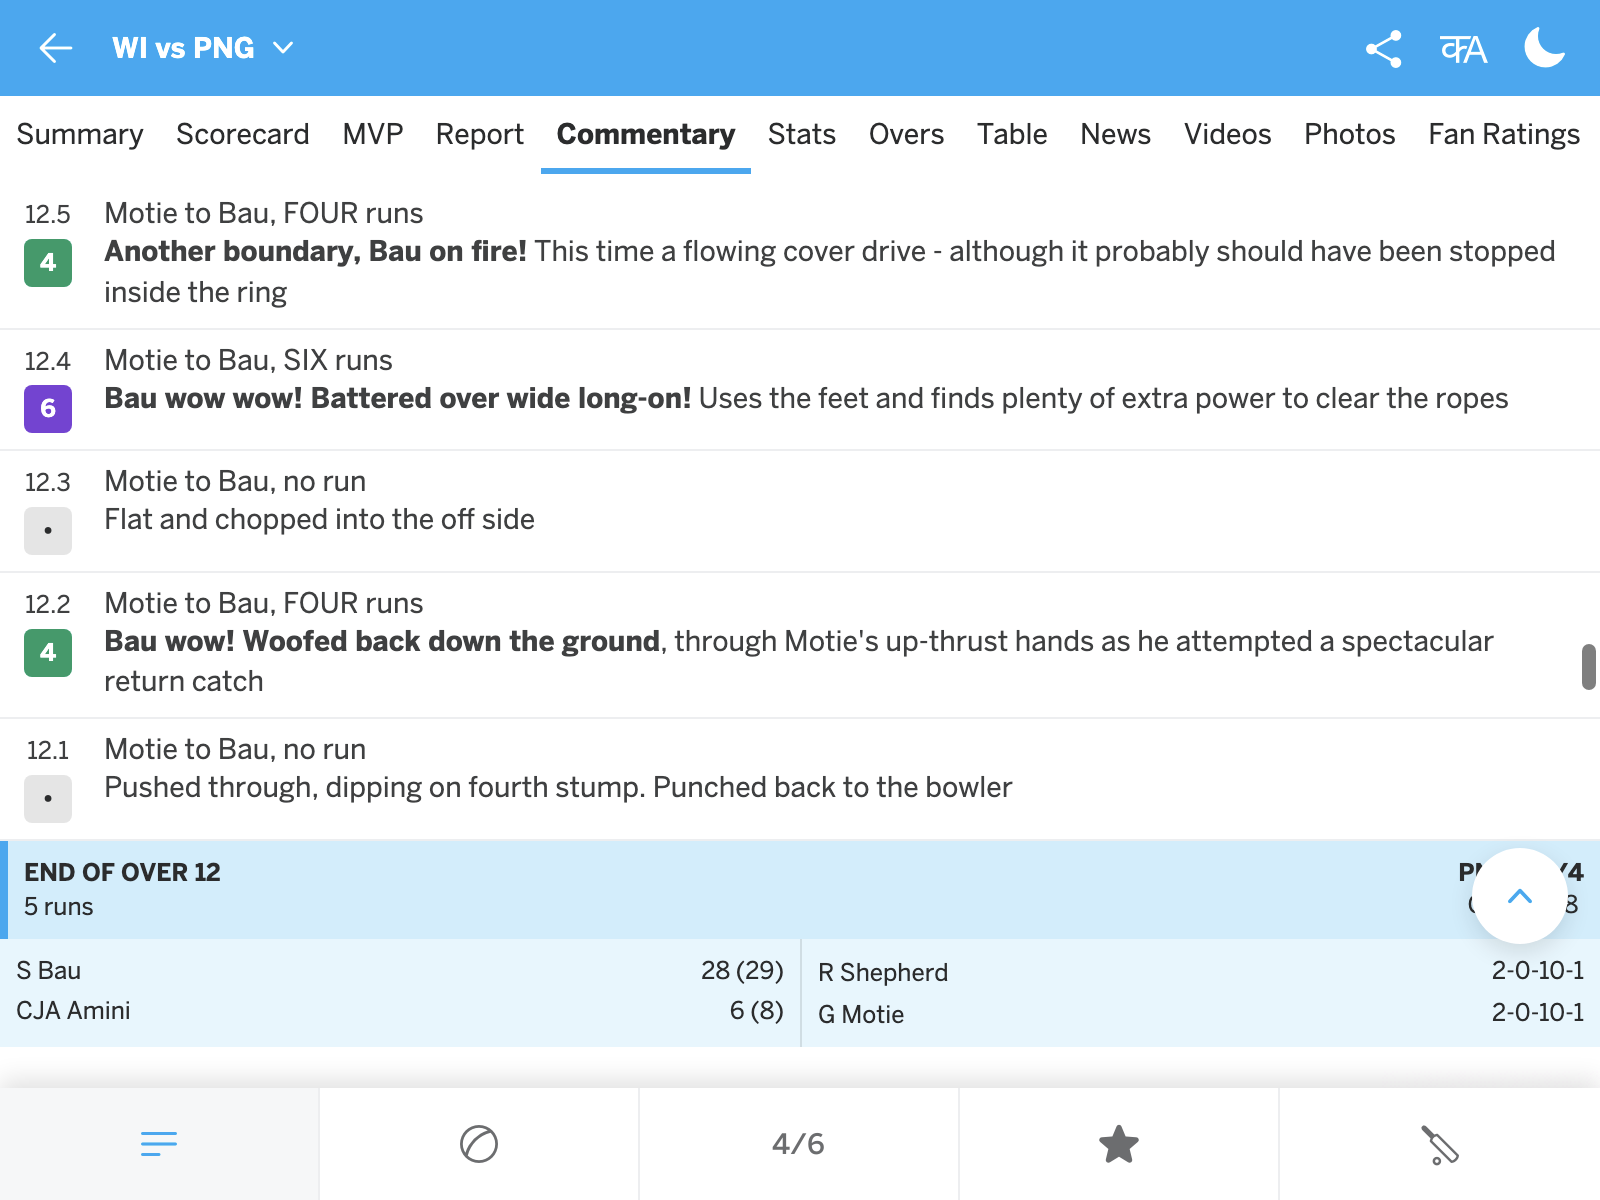 WI vs PNG
क A
Summary Scorecard MVP Report Commentary Stats Overs Table News Videos Photos Fan Ratings
12.5 Motie to Bau, FOUR runs
4 Another boundary, Bau on fire! This time a flowing cover drive - although it probably should have been stopped
inside the ring
12.4 Motie to Bau, SIX runs
6 Bau wow wow! Battered over wide long-on! Uses the feet and finds plenty of extra power to clear the ropes
12.3 Motie to Bau, no run
• Flat and chopped into the off side
12.2 Motie to Bau, FOUR runs
4 Bau wow! Woofed back down the ground, through Motie's up-thrust hands as he attempted a spectacular
return catch
12.1 Motie to Bau, no run
• Pushed through, dipping on fourth stump. Punched back to the bowler
END OF OVER 12
5 runs
S Bau 28 (29) R Shepherd 2-0-10-1
CJA Amini 6 (8) G Motie 2-0-10-1
4/6